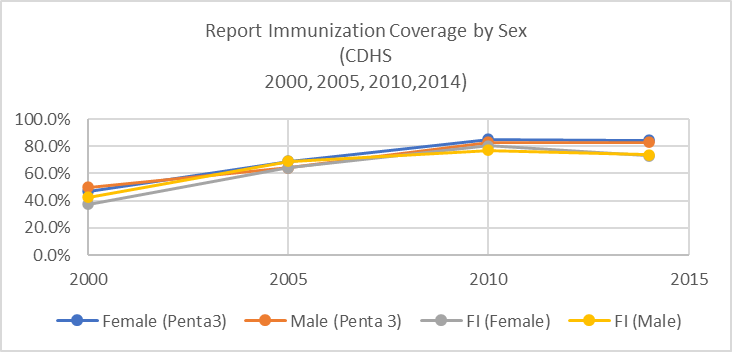 Report Immunization Coverage by Sex
(CDHS
2000, 2005, 2010,2014)
100.0%
80.0%
60.0%
40.0%
20.0%
0.0%
2000 2005 2010 2015
Female (Penta3) Male (Penta 3) FI (Female) FI (Male)